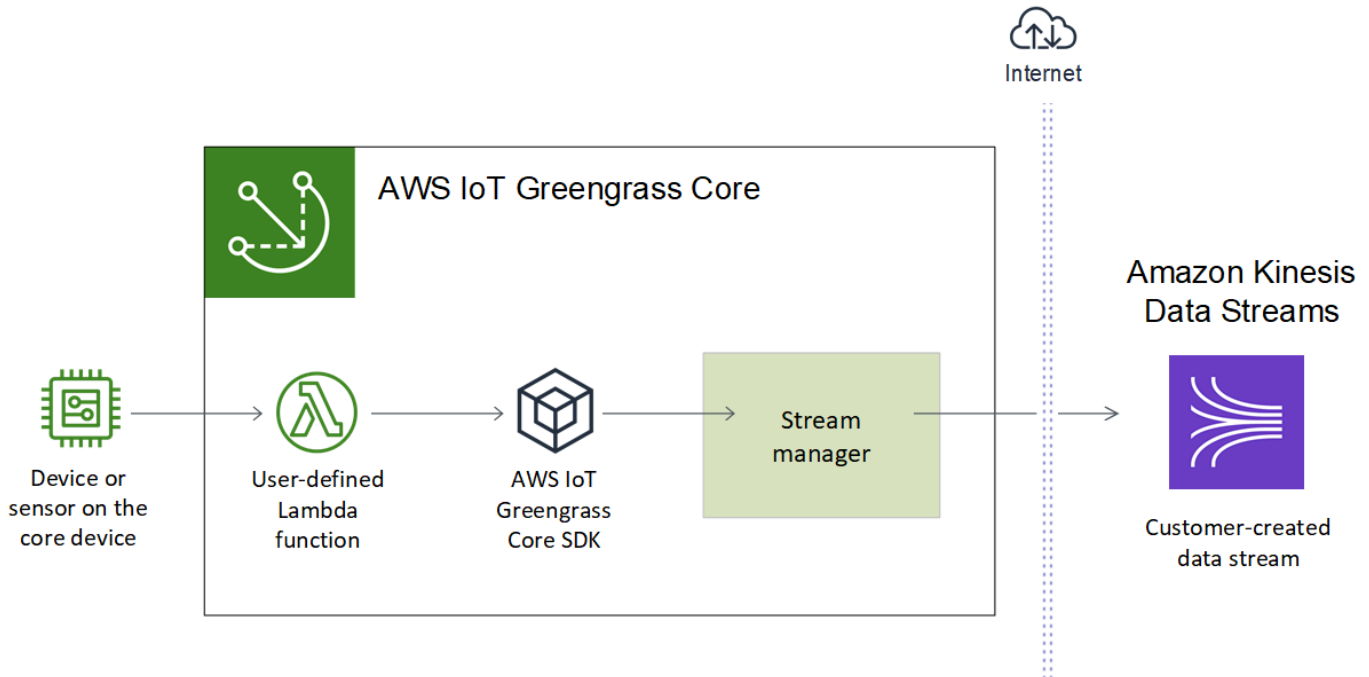 Internet
AWS IoT Greengrass Core
Amazon Kinesis
Data Streams
Stream
manager
Device or
sensor on the
core device
User-defined
Lambda
function
AWS IoT
Greengrass
Core SDK
Customer-created
data stream